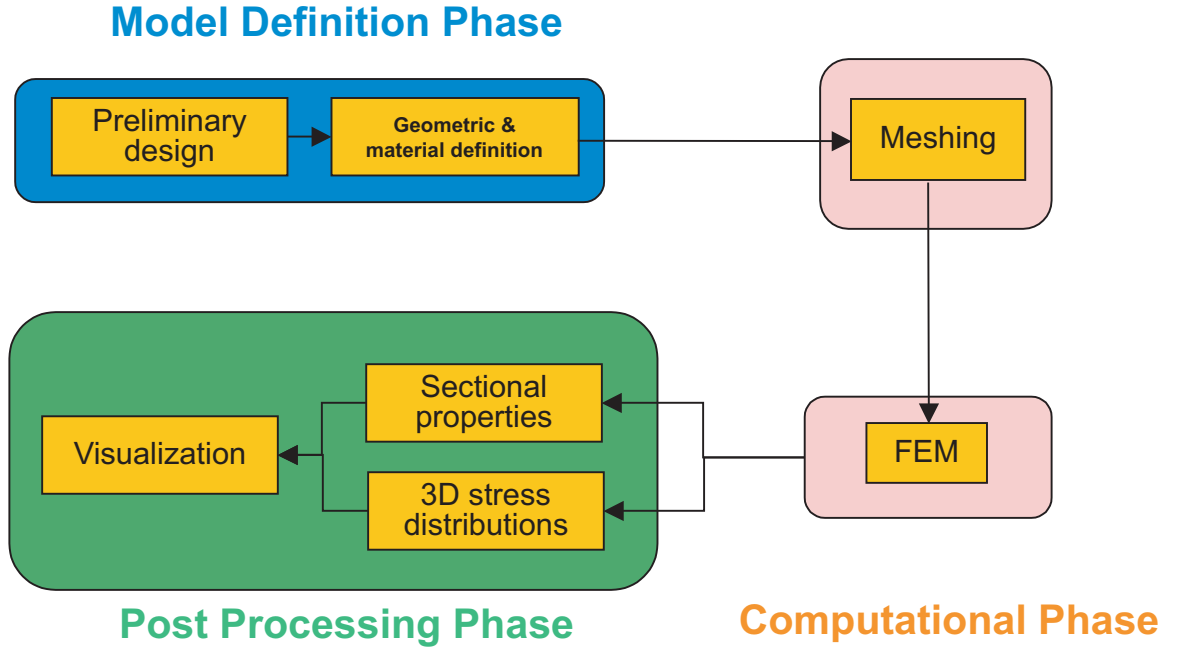 Model Definition Phase
Preliminary
design
Geometric &
material definition
Meshing
Sectional
properties
Visualization
FEM
3D stress
distributions
Post Processing Phase
Computational Phase